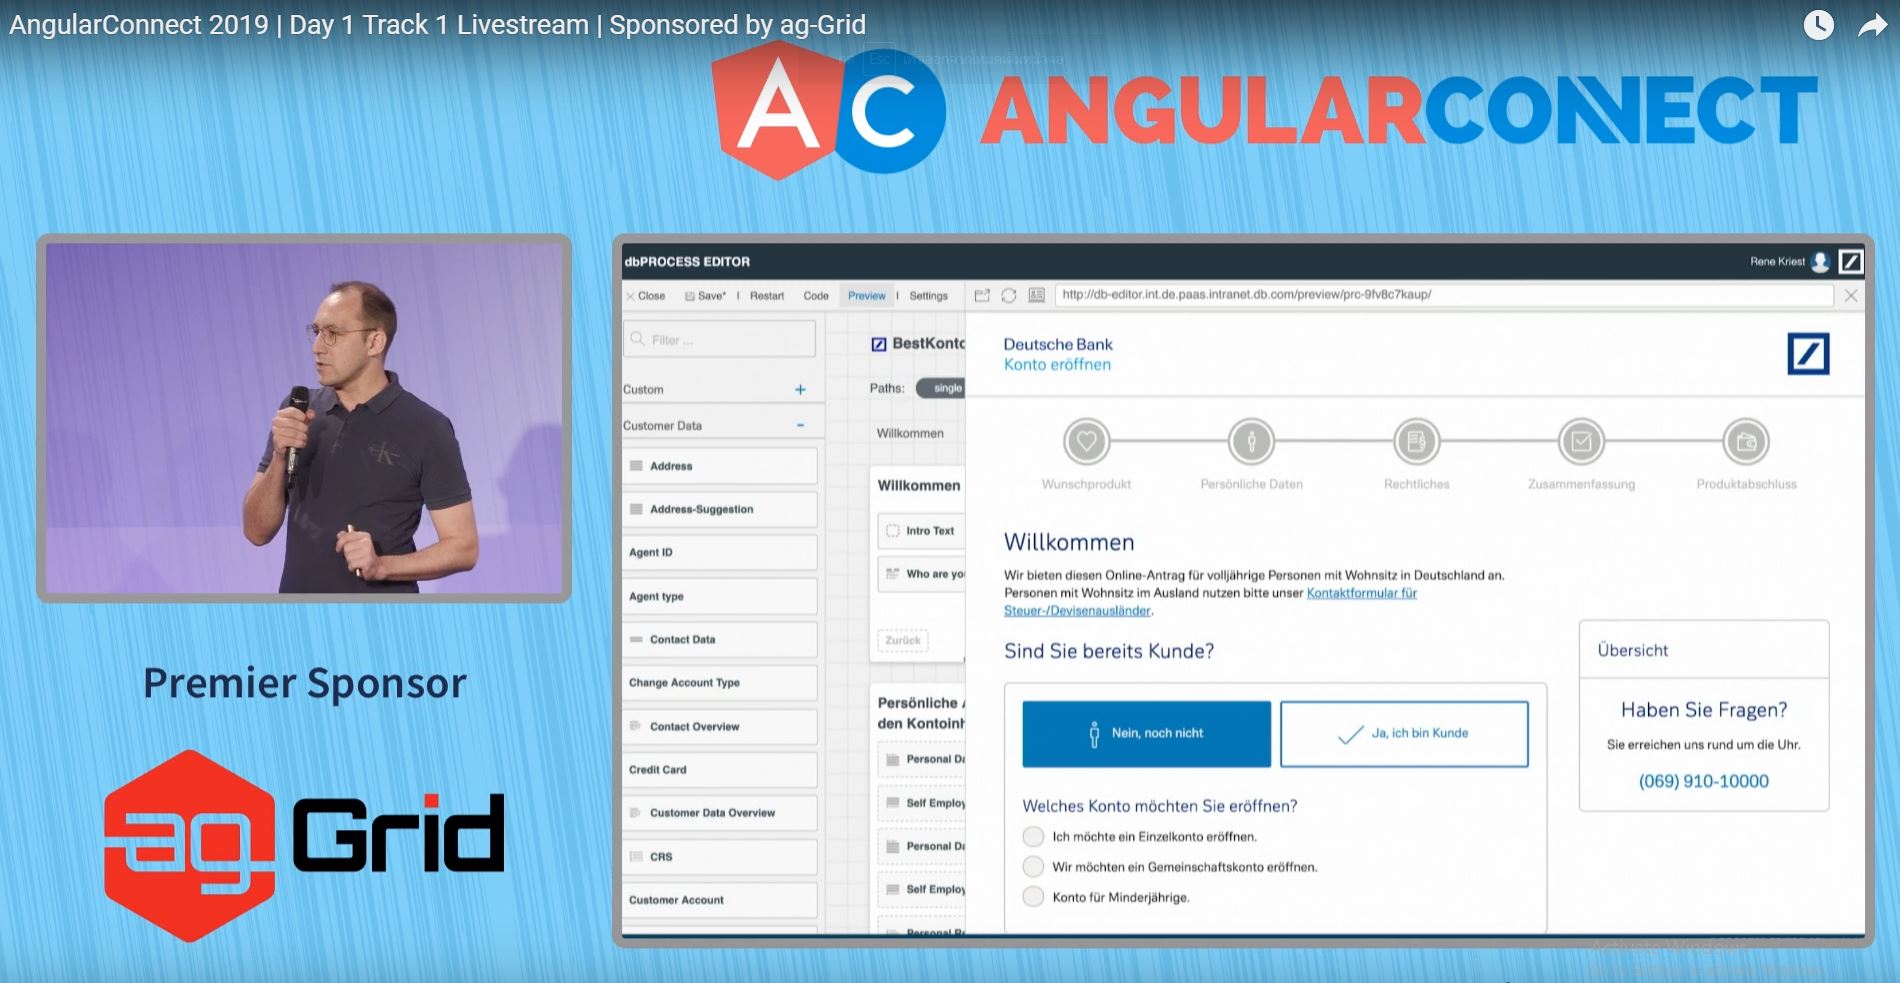 AngularConnect 2019 | Day 1 Track 1 Livestream | Sponsored by ag-Grid
Esc
AC ANGULARCONNECT
dbPROCESS EDITOR
Rene Kriest
Close Save* | Restart Code Preview | Settings
http://db-editor.int.de.paas.intranet.db.com/preview/prc-9fv8c7kaup/
Filter ...
Custom
Customer Data
Address
Address-Suggestion
Agent ID
Agent type
Contact Data
Change Account Type
Contact Overview
Credit Card
Customer Data Overview
CRS
Customer Account
BestKonto
Paths: single
Willkommen
Willkommen
Intro Text
Who are yo
Zurück
Persönliche
den Kontoinh
Personal Da
Self Employ
Personal Da
Self Employ
Personal R
Deutsche Bank
Konto eröffnen
Wunschprodukt Persönliche Daten Rechtliches Zusammenfassung Produktabschluss
Willkommen
Wir bieten diesen Online-Antrag für volljährige Personen mit Wohnsitz in Deutschland an.
Personen mit Wohnsitz im Ausland nutzen bitte unser Kontaktformular für
Steuer-/Devisenausländer.
Sind Sie bereits Kunde?
Nein, noch nicht
Ja, ich bin Kunde
Welches Konto möchten Sie eröffnen?
Ich möchte ein Einzelkonto eröffnen.
Wir möchten ein Gemeinschaftskonto eröffnen.
Konto für Minderjährige.
Übersicht
Haben Sie Fragen?
Sie erreichen uns rund um die Uhr.
(069) 910-10000
Premier Sponsor
ag Grid
Activate Windows